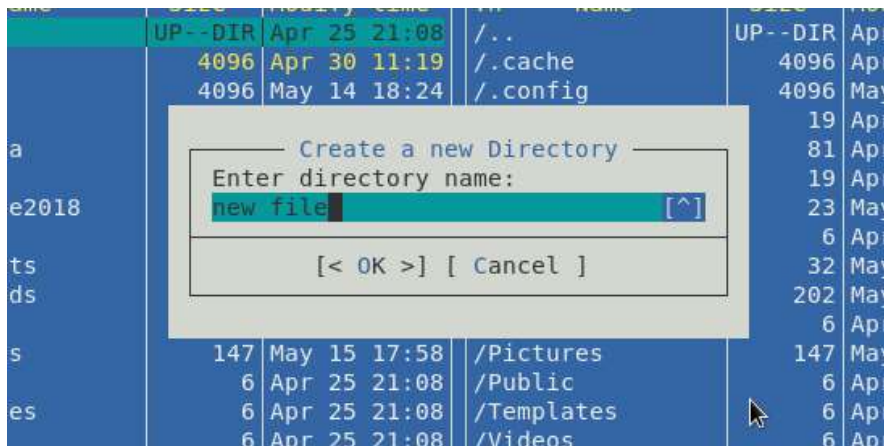 UP--DIR Apr 25 21:08 /.. UP--DIR
4096 Apr 30 11:19 /.cache 4096
4096 May 14 18:24 /.config 4096
19
a Create a new Directory 81
Enter directory name: 19
e2018 new file [^] 23
6
ts [< OK >] [ Cancel ] 32
ds 202
6
s 147 May 15 17:58 /Pictures 147
6 Apr 25 21:08 /Public 6
es 6 Apr 25 21:08 /Templates 6
6 Apr 25 21:08 /Videos 6